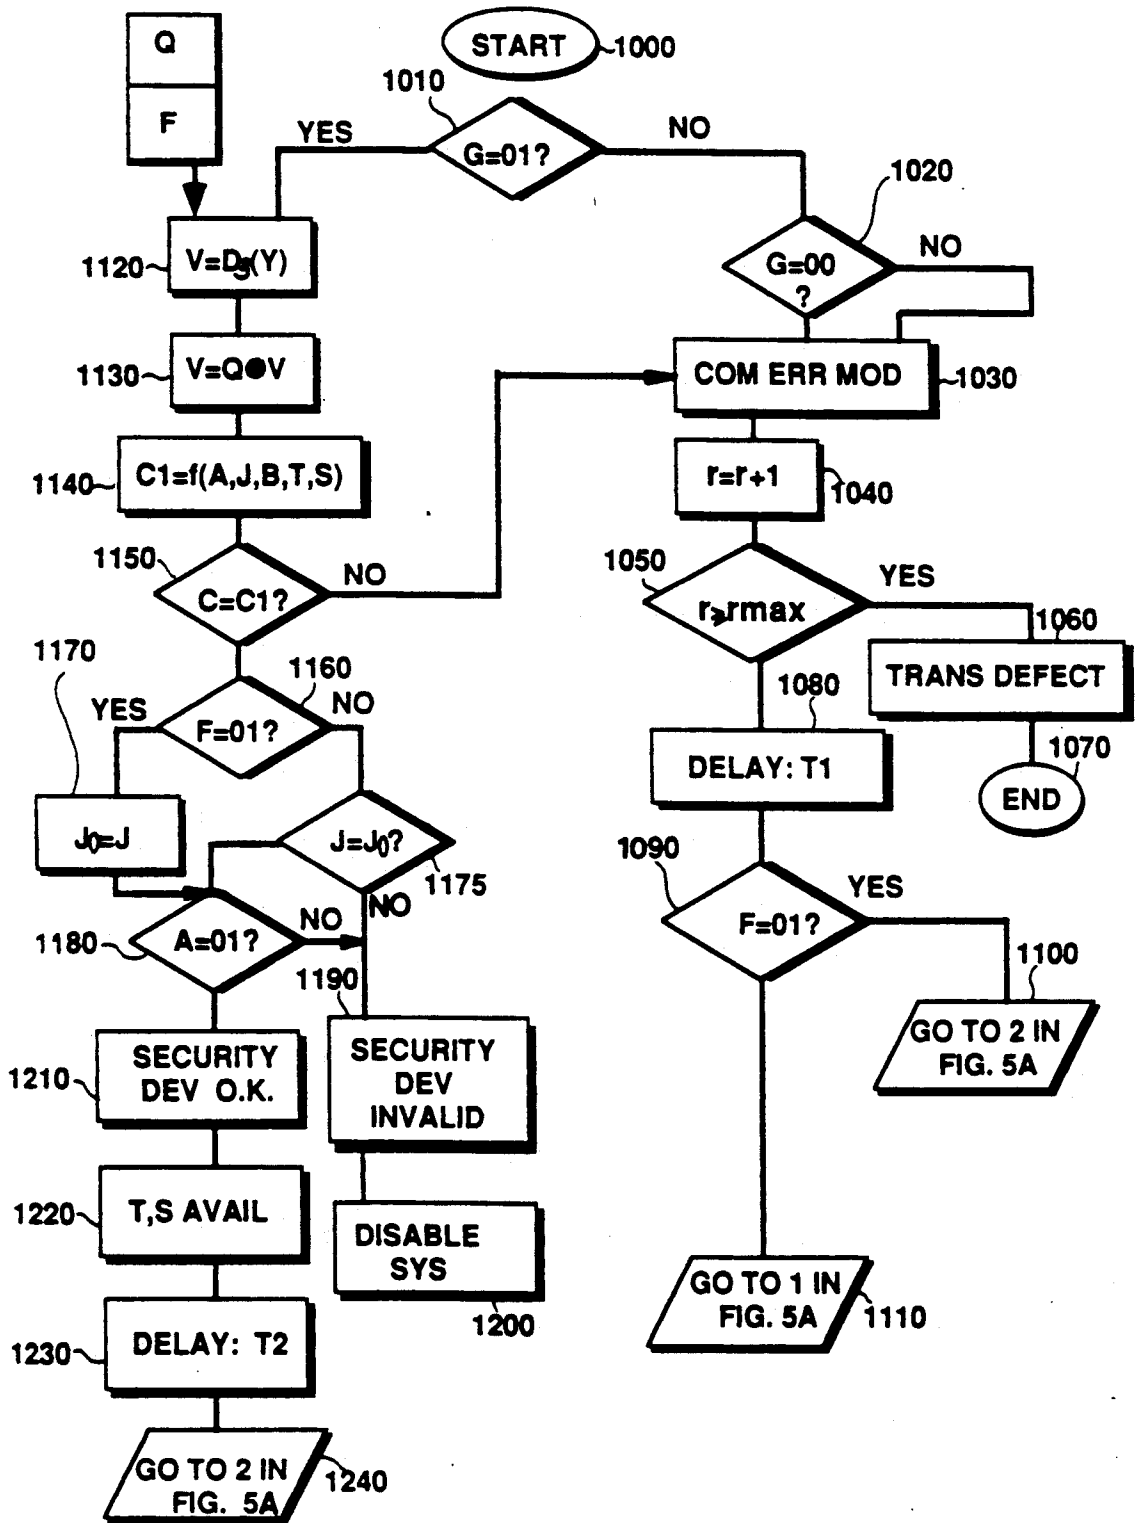 Q
F
START
1000
1010
YES
G=01?
NO
1020
G=00
?
NO
1120
V=Dg(Y)
1130
V=Q●V
COM ERR MOD
1030
1140
C1=f(A,J,B,T,S)
r=r+1
1040
1150
C=C1?
NO
1050
r≥rmax
YES
1060
TRANS DEFECT
1070
END
1170
YES
1160
F=01?
NO
1080
DELAY: T1
J0=J
J=J0?
1175
NO
1090
F=01?
YES
1180
A=01?
NO
1100
GO TO 2 IN
FIG. 5A
1190
SECURITY
DEV
INVALID
1210
SECURITY
DEV O.K.
1220
T,S AVAIL
DISABLE
SYS
1200
GO TO 1 IN
FIG. 5A
1110
1230
DELAY: T2
GO TO 2 IN
FIG. 5A
1240